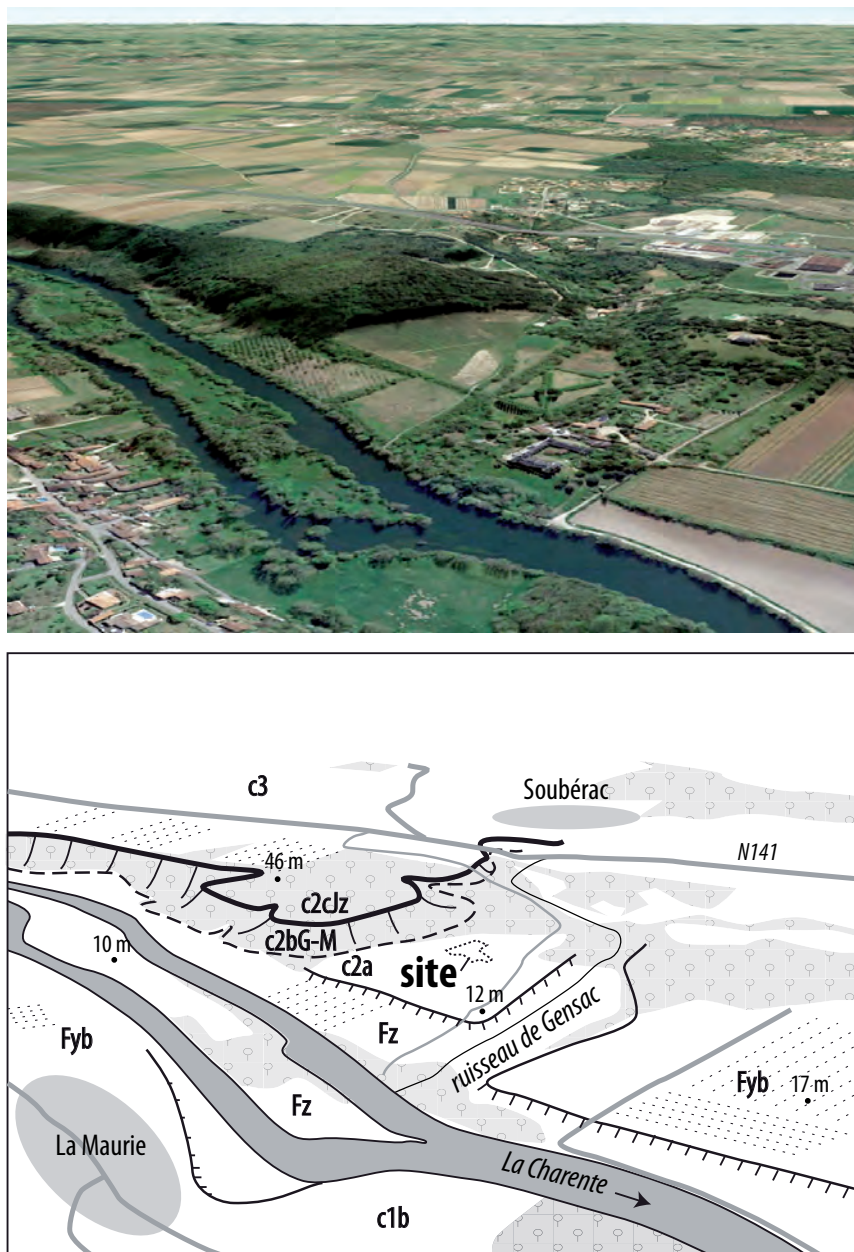 c3
Soubérac
N141
46 m
c2cJz
c2bG-M
10 m
c2a
site
12 m
Fyb
Fz
ruisseau de Gensac
Fyb
17 m
Fz
La Maurie
La Charente
c1b